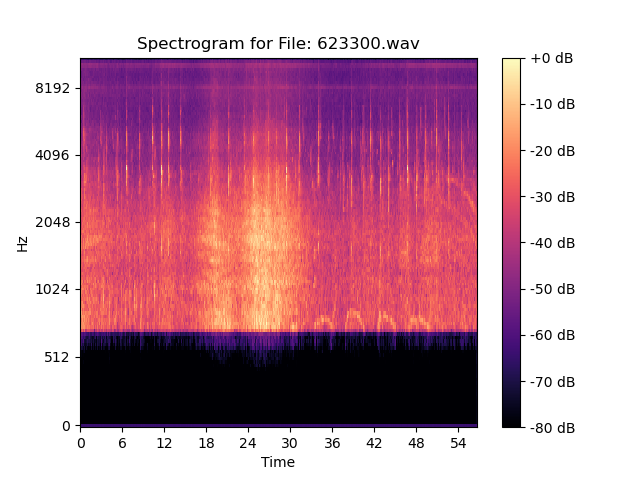 Spectrogram for File: 623300.wav
Hz
8192
4096
2048
1024
512
0
0 6 12 18 24 30 36 42 48 54
Time
+0 dB
-10 dB
-20 dB
-30 dB
-40 dB
-50 dB
-60 dB
-70 dB
-80 dB